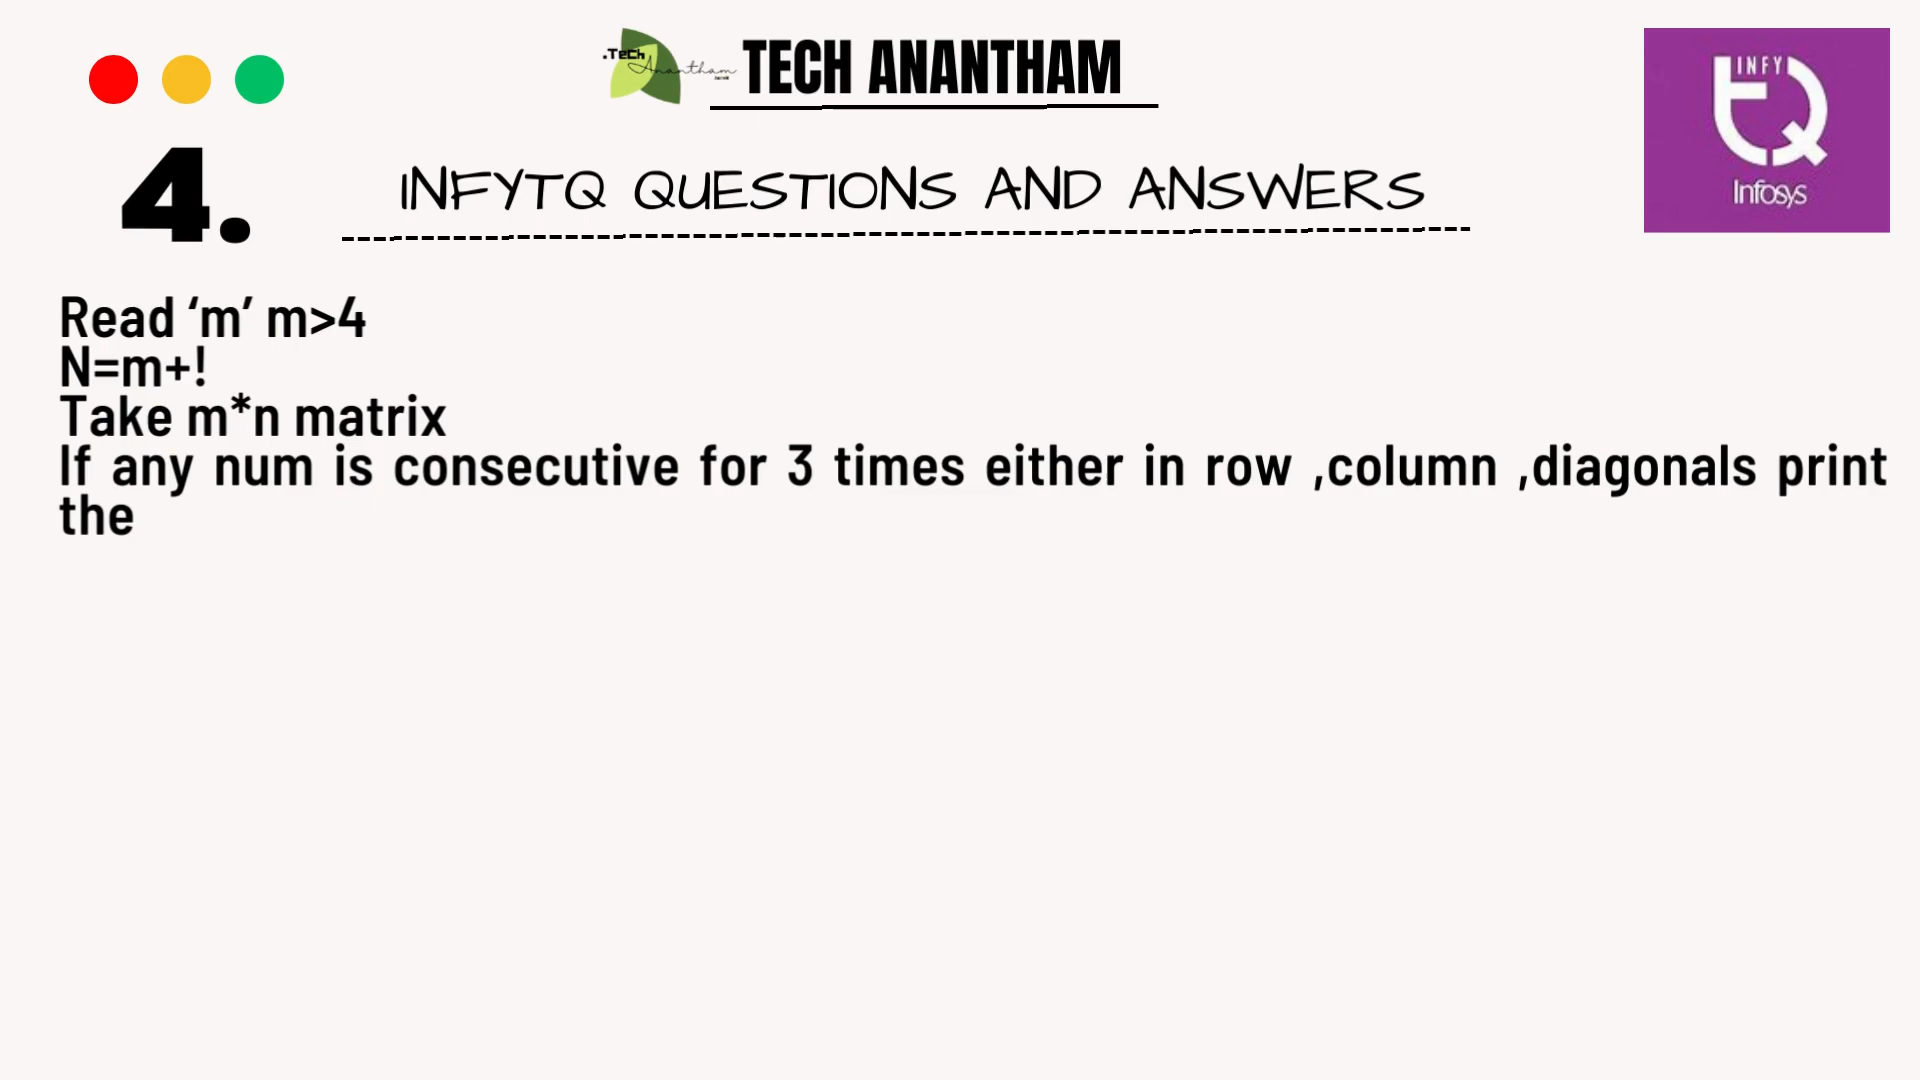 .TeCh
Anantham
TECH ANANTHAM
INFY
Infosys
4.
INFYTQ QUESTIONS AND ANSWERS
Read ‘m’ m>4
N=m+!
Take m*n matrix
If any num is consecutive for 3 times either in row ,column ,diagonals print
the